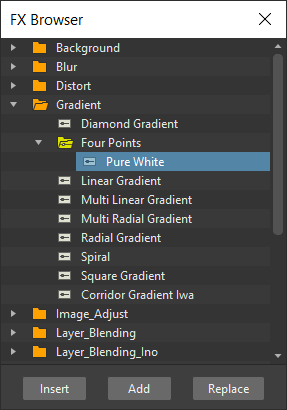 FX Browser
Background
Blur
Distort
Gradient
Diamond Gradient
Four Points
Pure White
Linear Gradient
Multi Linear Gradient
Multi Radial Gradient
Radial Gradient
Spiral
Square Gradient
Corridor Gradient Iwa
Image_Adjust
Layer_Blending
Layer_Blending_Ino
Insert Add Replace